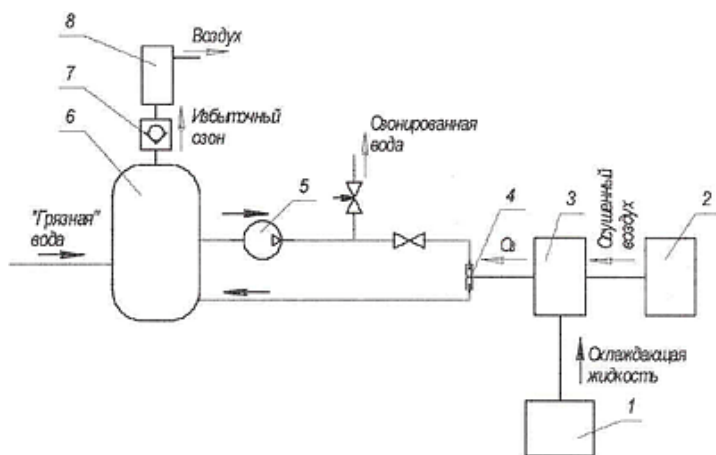 8
Воздух
7
Избыточный
озон
6
Озонированная
вода
"Грязная"
вода
5
4
3
2
O₃
Осушенный
воздух
Охлаждающая
жидкость
1